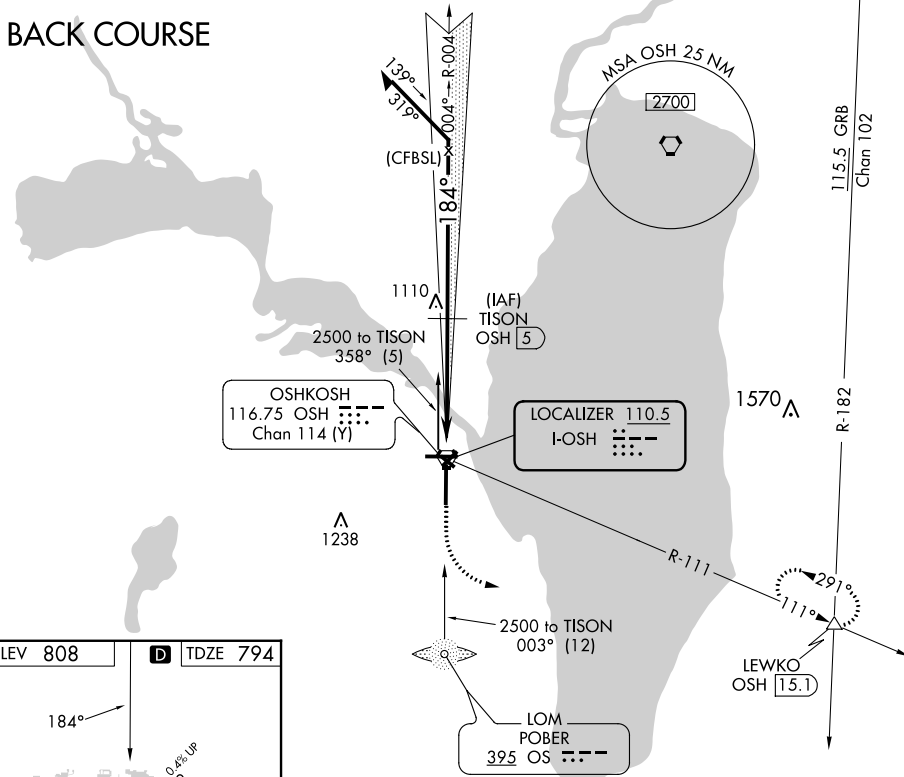 BACK COURSE
MSA OSH 25 NM
2700
115.5 GRB
Chan 102
R-182
139°
319°
004°
R-004
(CFBSL)
184°
1110
(IAF)
TISON
OSH 5
2500 to TISON
358° (5)
OSHKOSH
116.75 OSH
Chan 114 (Y)
LOCALIZER 110.5
I-OSH
1570
1238
R-111
111°
291°
2500 to TISON
003° (12)
LEWKO
OSH 15.1
LOM
POBER
395 OS
LEV 808
D
TDZE 794
184°
0.4% UP